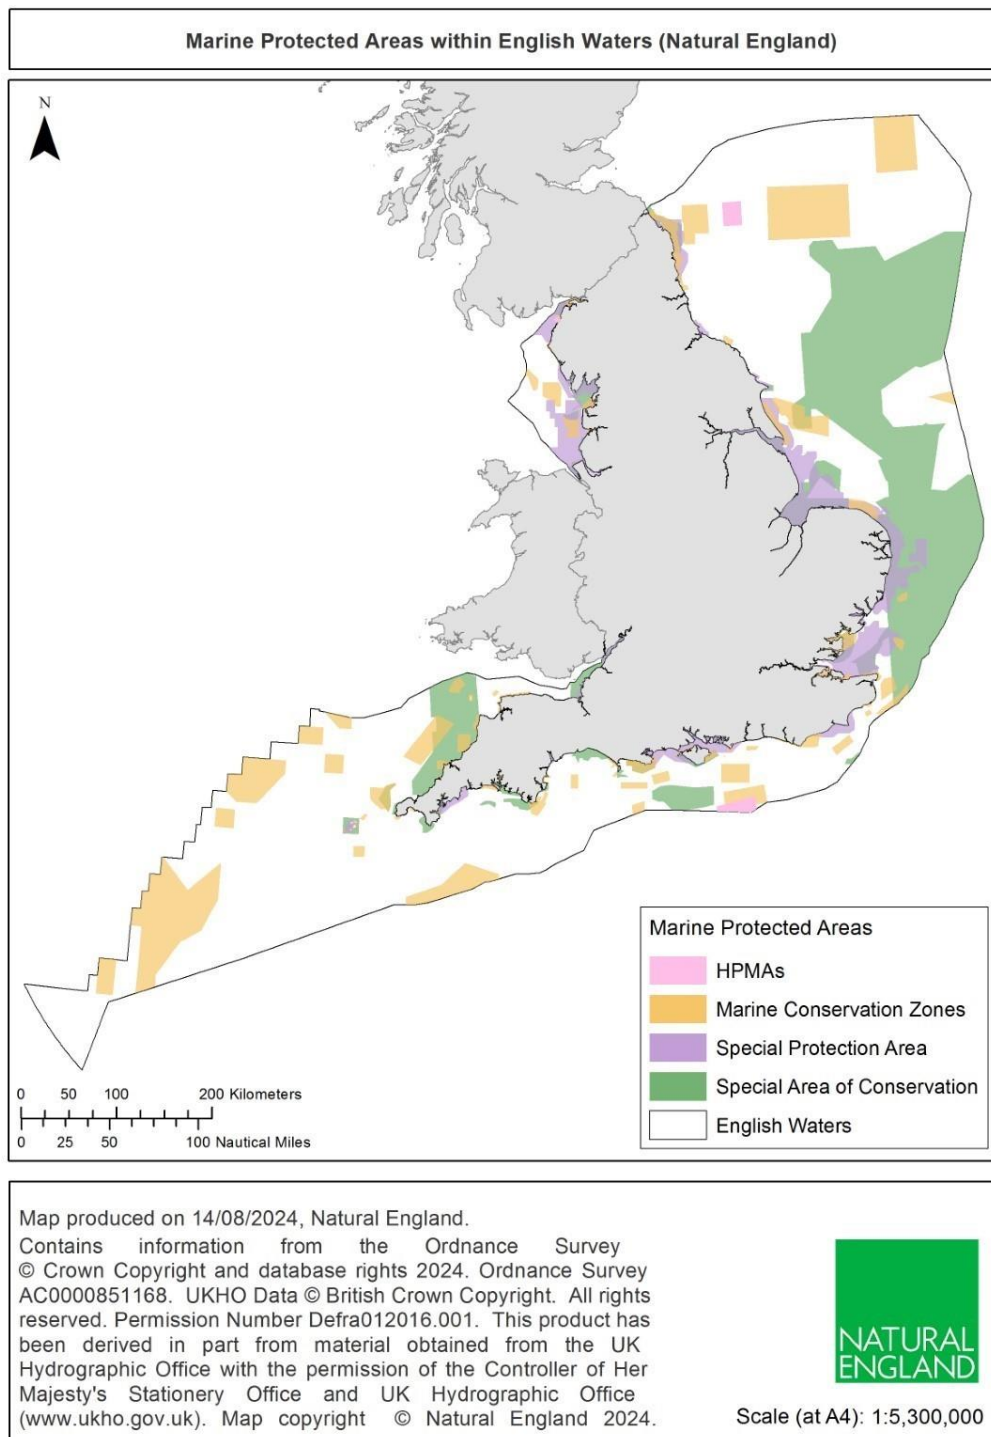 Marine Protected Areas within English Waters (Natural England)
N
Marine Protected Areas
HPMAs
Marine Conservation Zones
Special Protection Area
Special Area of Conservation
English Waters
0 50 100 200 Kilometers
0 25 50 100 Nautical Miles
Map produced on 14/08/2024, Natural England.
Contains information from the Ordnance Survey
© Crown Copyright and database rights 2024. Ordnance Survey
AC0000851168. UKHO Data © British Crown Copyright. All rights
reserved. Permission Number Defra012016.001. This product has
been derived in part from material obtained from the UK
Hydrographic Office with the permission of the Controller of Her
Majesty's Stationery Office and UK Hydrographic Office
(www.ukho.gov.uk). Map copyright © Natural England 2024.
NATURAL
ENGLAND
Scale (at A4): 1:5,300,000